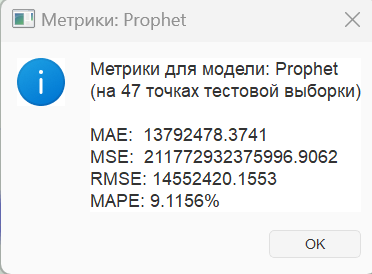 Метрики: Prophet
Метрики для модели: Prophet
(на 47 точках тестовой выборки)
MAE: 13792478.3741
MSE: 211772932375996.9062
RMSE: 14552420.1553
MAPE: 9.1156%
OK